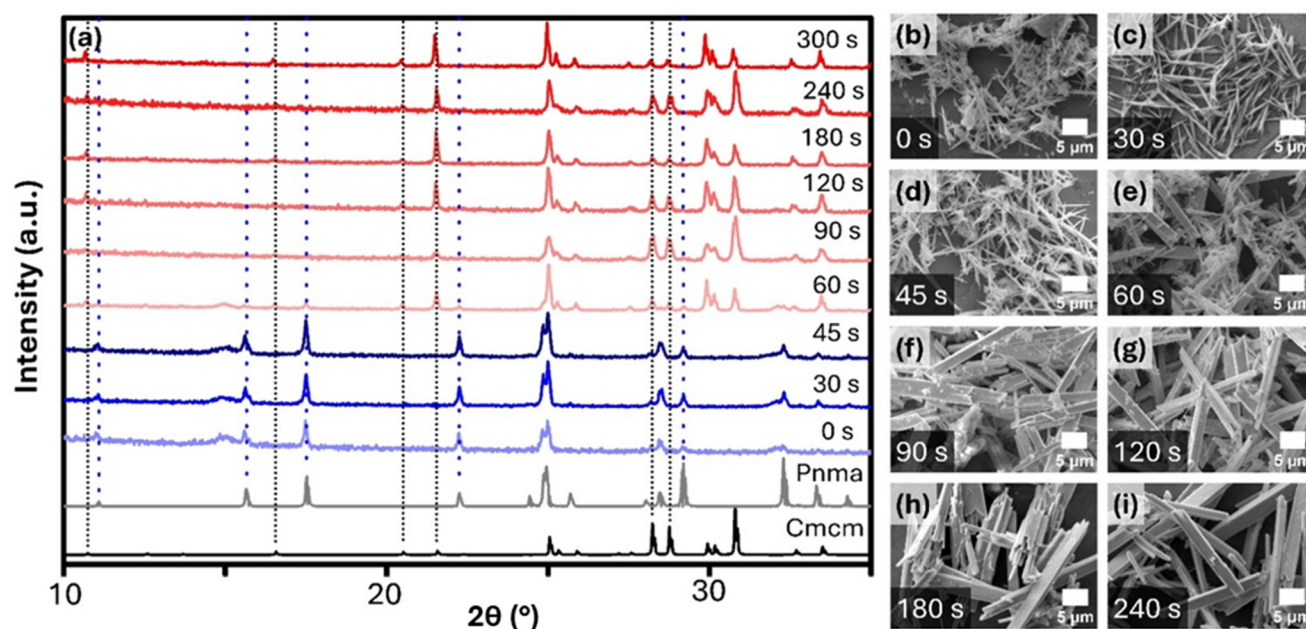 (a)
300 s
240 s
180 s
120 s
90 s
60 s
45 s
30 s
0 s
Pnma
Cmcm
Intensity (a.u.)
10
20
30
2θ (°)
(b)
0 s
5 µm
(c)
30 s
5 µm
(d)
45 s
5 µm
(e)
60 s
5 µm
(f)
90 s
5 µm
(g)
120 s
5 µm
(h)
180 s
5 µm
(i)
240 s
5 µm